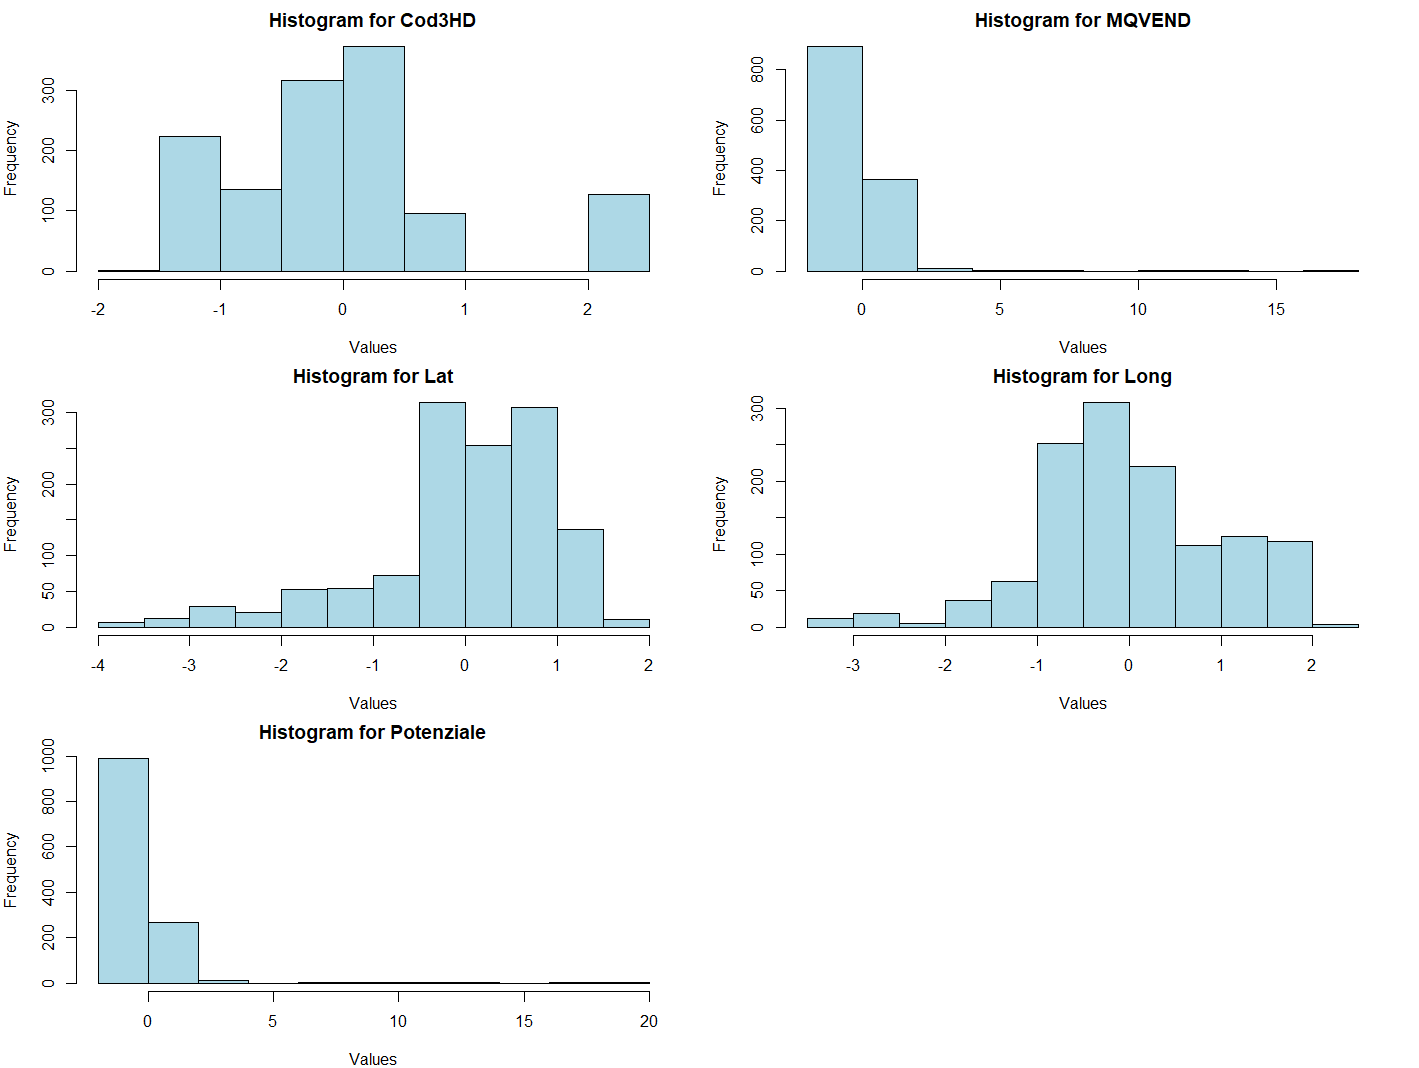 Histogram for Cod3HD
Frequency
0 100 200 300
-2 -1 0 1 2
Values
Histogram for MQVEND
Frequency
0 200 400 600 800
0 5 10 15
Values
Histogram for Lat
Frequency
0 50 100 200 300
-4 -3 -2 -1 0 1 2
Values
Histogram for Long
Frequency
0 50 100 200 300
-3 -2 -1 0 1 2
Values
Histogram for Potenziale
Frequency
0 200 400 600 800 1000
0 5 10 15 20
Values